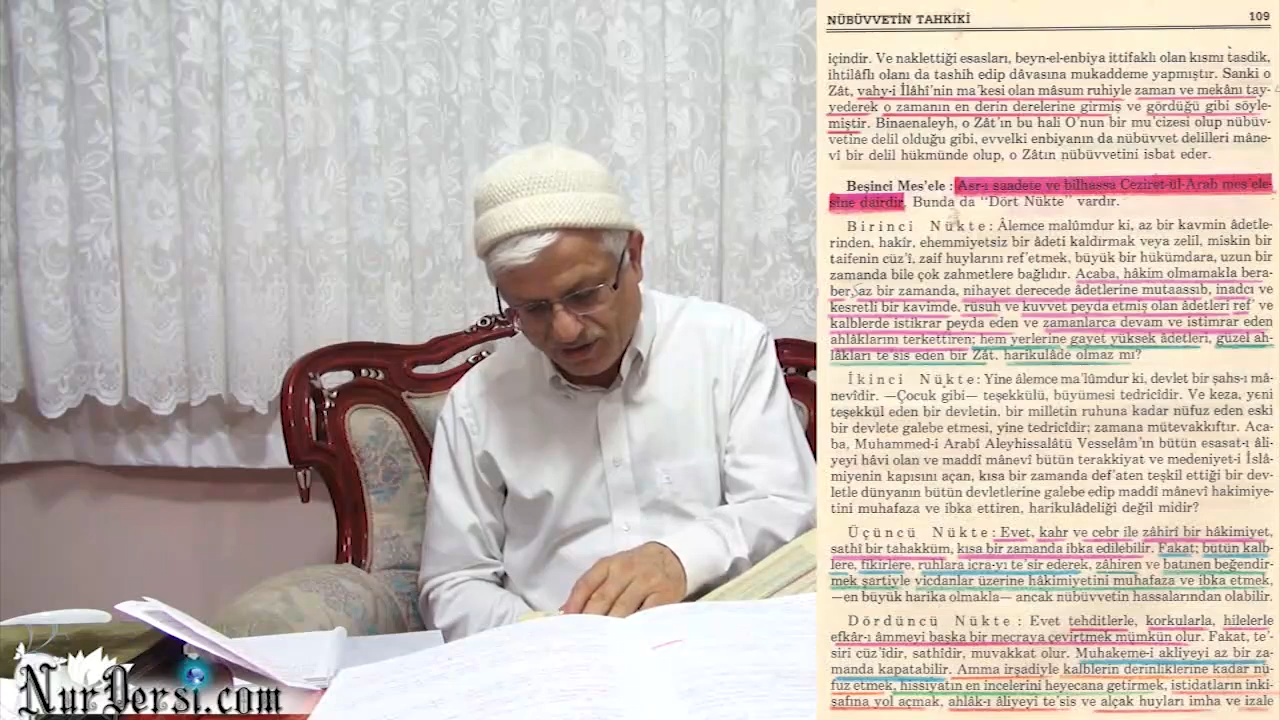 NÜBÜVVETİN TAHKİKİ 109
içindir. Ve naklettiği esasları, beyn-el-enbiya ittifaklı olan kısmı tasdik,
ihtilâflı olanı da tashih edip dâvasına mukaddeme yapmıştır. Sanki o
Zât, vahy-i İlâhî'nin ma'kesi olan mâsum ruhiyle zaman ve mekânı tay-
yederek o zamanın en derin derelerine girmiş ve gördüğü gibi söyle-
miştir. Binaenaleyh, o Zât'ın bu hali O'nun bir mu'cizesi olup nübüv-
vetine delil olduğu gibi, evvelki enbiyanın da nübüvvet delilleri mâne-
vî bir delil hükmünde olup, o Zâtın nübüvvetini isbat eder.
Beşinci Mes'ele : Asr-ı saadete ve bilhassa Ceziret-ül-Arab mes'ele-
sine dairdir. Bunda da "Dört Nükte" vardır.
Birinci Nükte: Âlemce malûmdur ki, az bir kavmin âdetle-
rinden, hakîr, ehemmiyetsiz bir âdeti kaldırmak veya zelîl, miskin bir
taifenin cüz'î, zaif huylarını ref'etmek, büyük bir hükümdara, uzun bir
zamanda bile çok zahmetlere bağlıdır. Acaba, hâkim olmamakla bera-
ber, az bir zamanda, nihayet derecede âdetlerine mutaassıb, inadcı ve
kesretli bir kavimde, rüsuh ve kuvvet peyda etmiş olan âdetleri ref' ve
kalblerde istikrar peyda eden ve zamanlarca devam ve istimrar eden
ahlâklarını terkettiren; hem yerlerine gayet yüksek âdetleri, güzel ah-
lâkları te'sis eden bir Zât, harikulâde olmaz mı?
İkinci Nükte: Yine âlemce ma'lûmdur ki, devlet bir şahs-ı mâ-
nevîdir. —Çocuk gibi— teşekkülü, büyümesi tedricîdir. Ve keza, yeni
teşekkül eden bir devletin, bir milletin ruhuna kadar nüfuz eden eski
bir devlete galebe etmesi, yine tedricîdir; zamana mütevakkıftır. Aca-
ba, Muhammed-i Arabî Aleyhissalâtü Vesselâm'ın bütün esasat-ı âli-
yeyi hâvi olan ve maddî mânevî bütün terakkiyat ve medeniyet-i İslâ-
miyenin kapısını açan, kısa bir zamanda def'aten teşkîl ettiği bir dev-
letle dünyanın bütün devletlerine galebe edip maddî mânevî hakimiye-
tini muhafaza ve ibka ettiren, harikulâdeliği değil midir?
Üçüncü Nükte: Evet, kahr ve cebr ile zâhirî bir hâkimiyet,
sathî bir tahakküm, kısa bir zamanda ibka edilebilir. Fakat; bütün kalb-
lere, fikirlere, ruhlara icra-yı te'sir ederek, zâhiren ve batınen beğendir-
mek şartiyle vicdanlar üzerine hâkimiyetini muhafaza ve ibka etmek,
—en büyük harika olmakla— ancak nübüvvetin hassalarından olabilir.
Dördüncü Nükte: Evet tehditlerle, korkularla, hilelerle
efkâr-ı âmmeyi başka bir mecraya çevirtmek mümkün olur. Fakat, te'-
siri cüz'îdir, sathîdir, muvakkat olur. Muhakeme-i akliyeyi az bir za-
manda kapatabilir. Amma irşadiyle kalblerin derinliklerine kadar nü-
fuz etmek, hissiyatın en incelerini heyecana getirmek, istidatların inki-
şafına yol açmak, ahlâk-ı âliyeyi te'sis ve alçak huyları imha ve izale
NurDersi.com